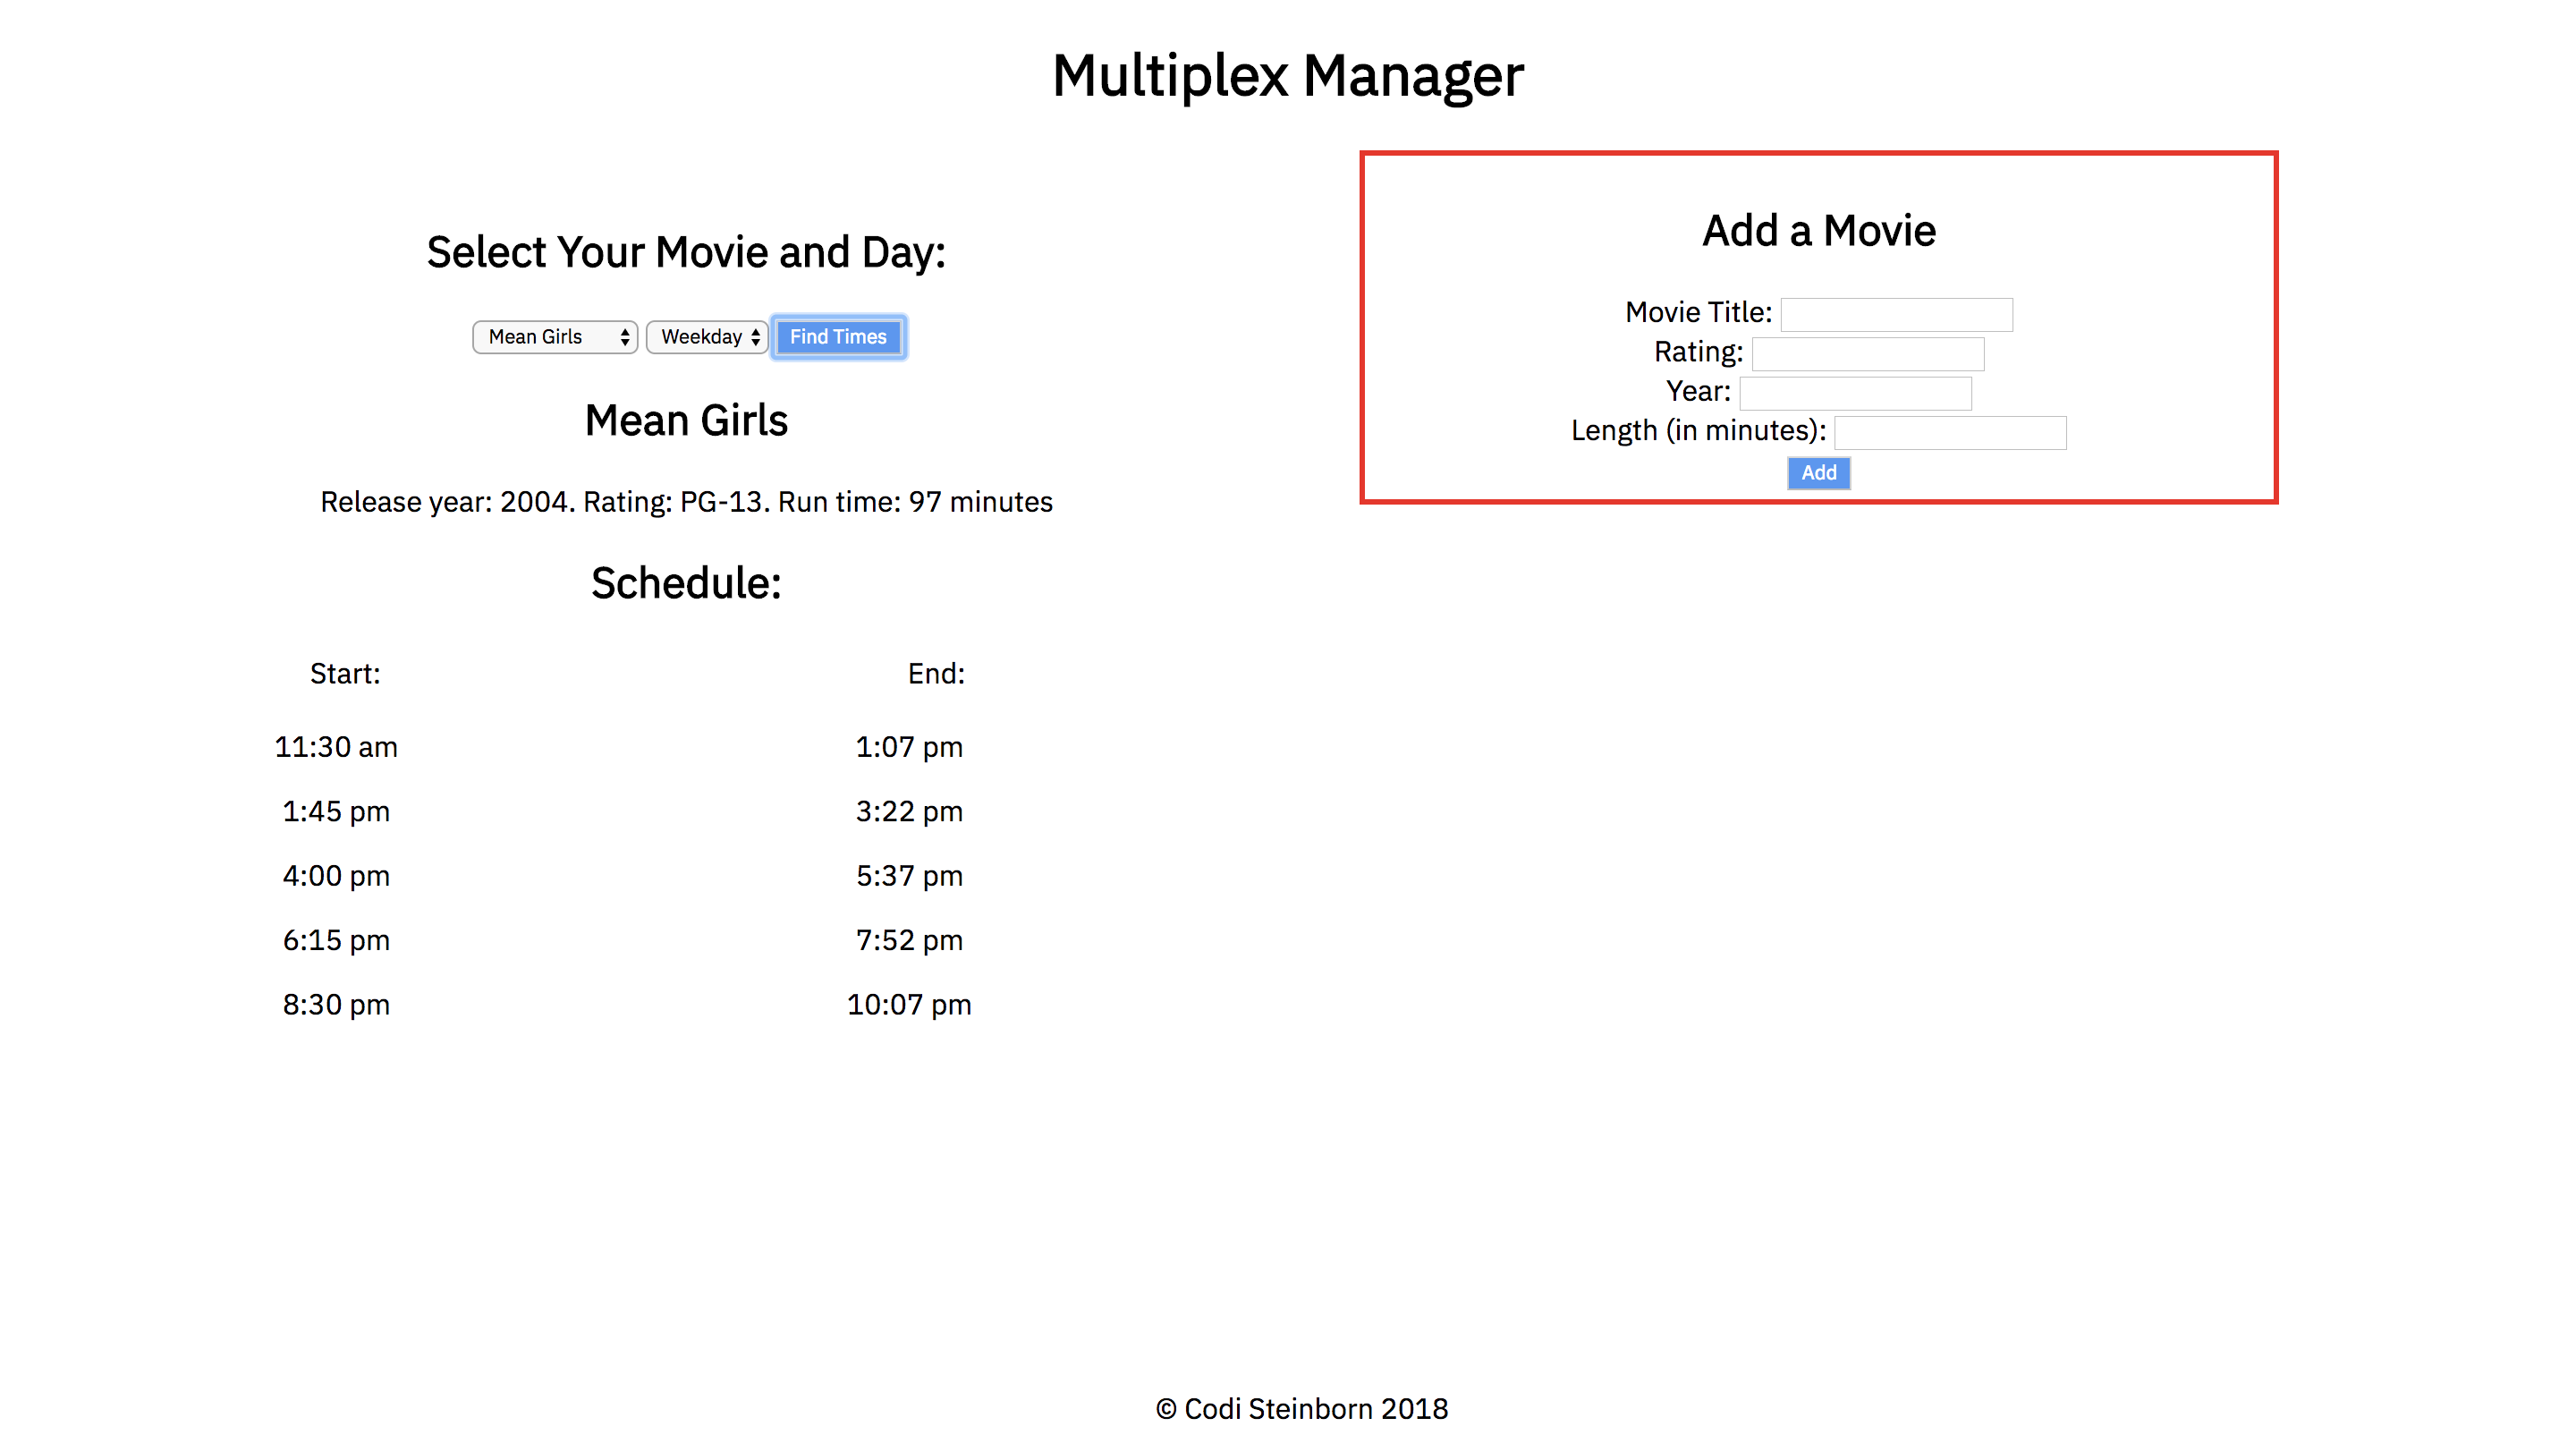 Multiplex Manager
Select Your Movie and Day:
Mean Girls Weekday Find Times
Mean Girls
Release year: 2004. Rating: PG-13. Run time: 97 minutes
Schedule:
Start: End:
11:30 am 1:07 pm
1:45 pm 3:22 pm
4:00 pm 5:37 pm
6:15 pm 7:52 pm
8:30 pm 10:07 pm
Add a Movie
Movie Title:
Rating:
Year:
Length (in minutes):
Add
© Codi Steinborn 2018